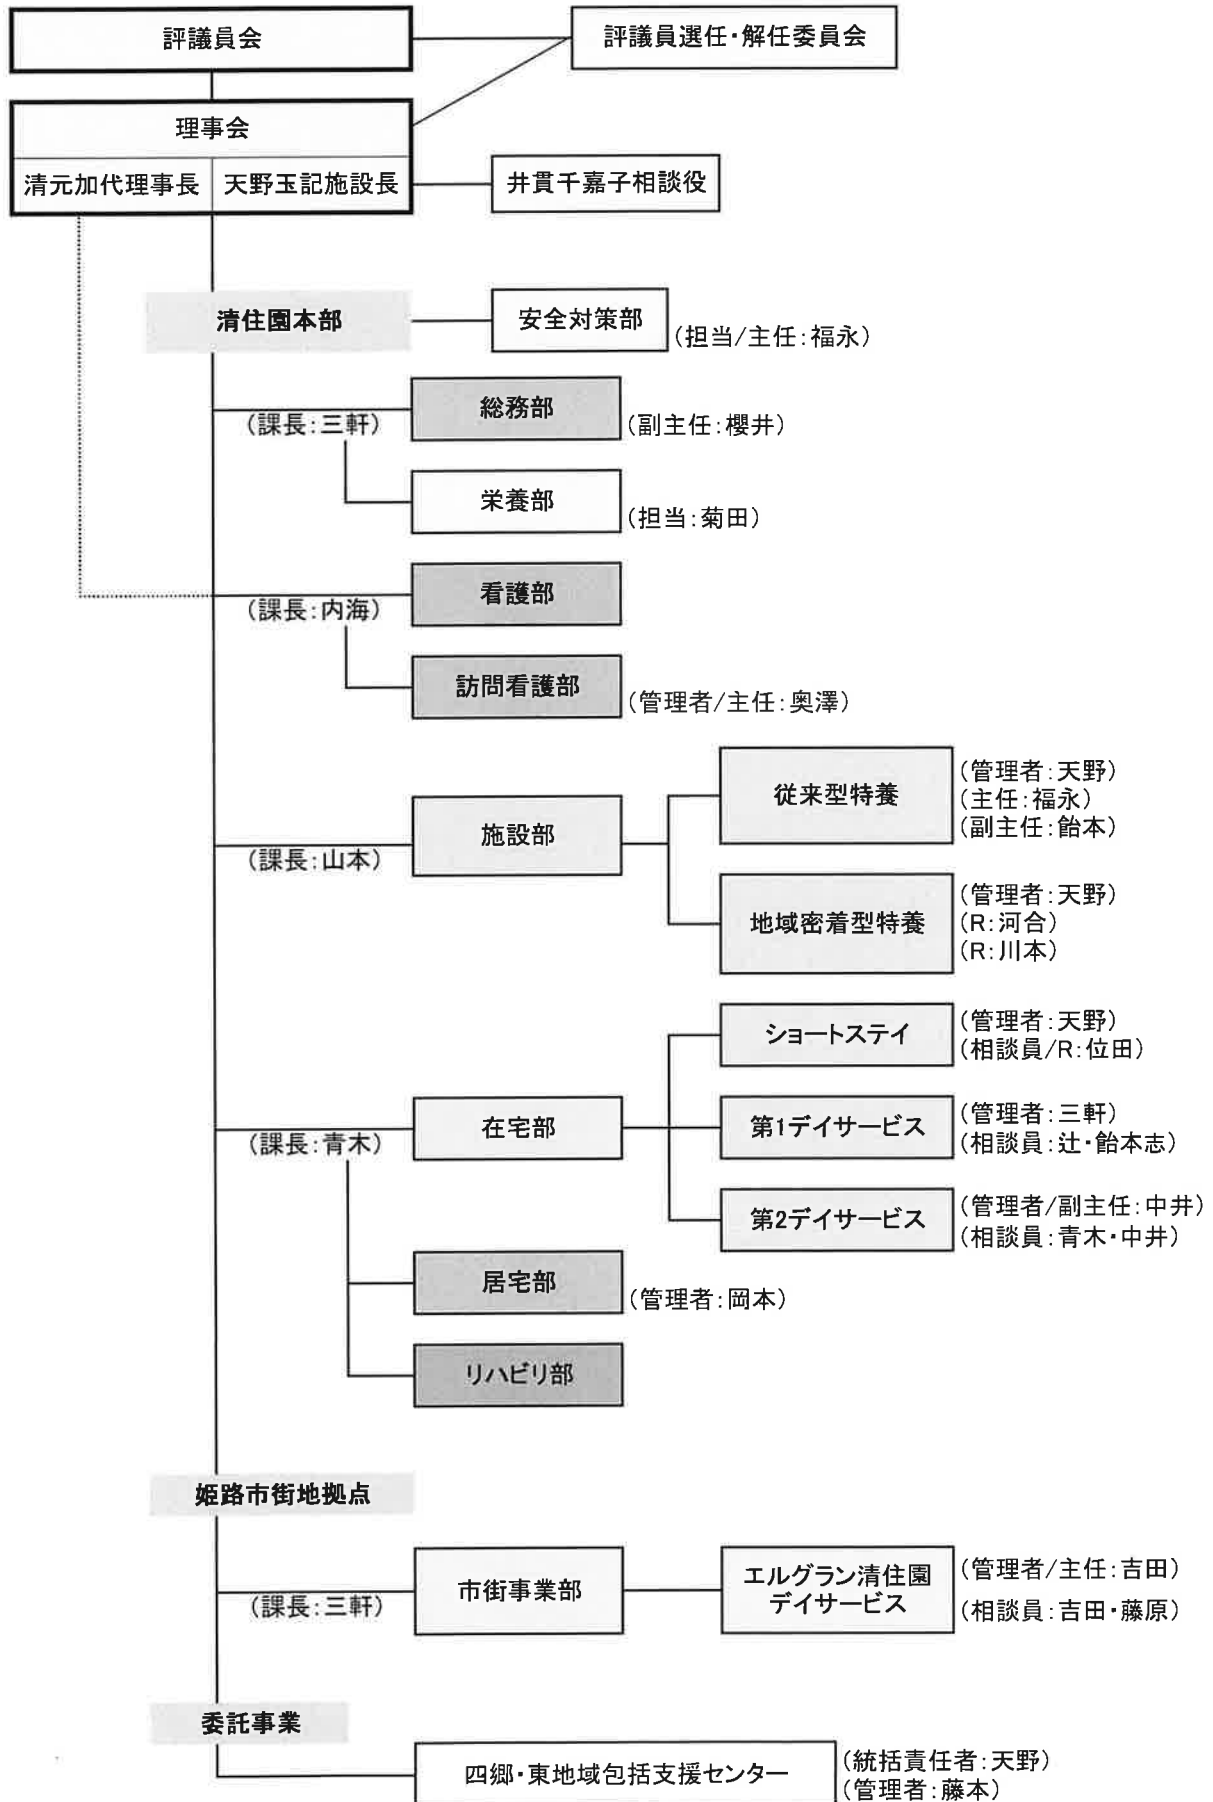 評議員会
評議員選任・解任委員会
理事会
清元加代理事長
天野玉記施設長
井貫千嘉子相談役
清住園本部
安全対策部
(担当/主任:福永)
総務部
(課長:三軒)
(副主任:櫻井)
栄養部
(担当:菊田)
看護部
(課長:内海)
訪問看護部
(管理者/主任:奥澤)
施設部
(課長:山本)
従来型特養
(管理者:天野)
(主任:福永)
(副主任:飴本)
地域密着型特養
(管理者:天野)
(R:河合)
(R:川本)
ショートステイ
(管理者:天野)
(相談員/R:位田)
在宅部
(課長:青木)
第1デイサービス
(管理者:三軒)
(相談員:辻・飴本志)
第2デイサービス
(管理者/副主任:中井)
(相談員:青木・中井)
居宅部
(管理者:岡本)
リハビリ部
姫路市街地拠点
市街事業部
(課長:三軒)
エルグラン清住園
デイサービス
(管理者/主任:吉田)
(相談員:吉田・藤原)
委託事業
四郷・東地域包括支援センター
(統括責任者:天野)
(管理者:藤本)